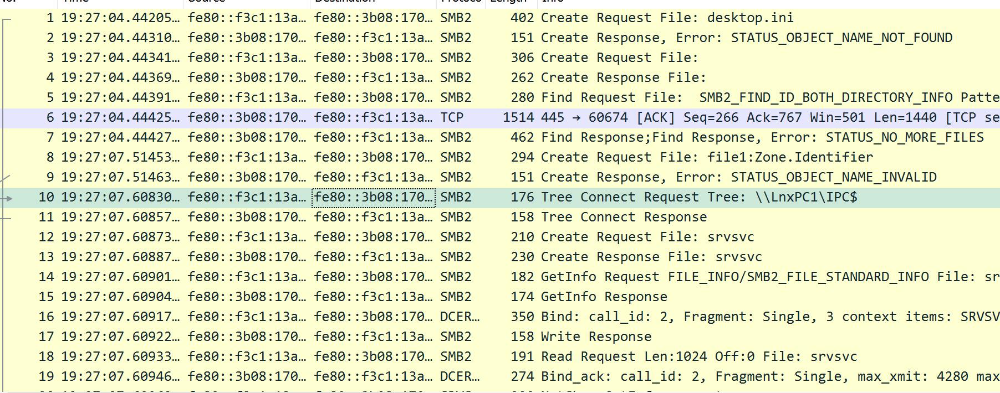 No. Time Source Destination Protoco Length Info
1 19:27:04.44205… fe80::f3c1:13a… fe80::3b08:170… SMB2 402 Create Request File: desktop.ini
2 19:27:04.44310… fe80::3b08:170… fe80::f3c1:13a… SMB2 151 Create Response, Error: STATUS_OBJECT_NAME_NOT_FOUND
3 19:27:04.44341… fe80::f3c1:13a… fe80::3b08:170… SMB2 306 Create Request File:
4 19:27:04.44369… fe80::3b08:170… fe80::f3c1:13a… SMB2 262 Create Response File:
5 19:27:04.44391… fe80::f3c1:13a… fe80::3b08:170… SMB2 280 Find Request File:  SMB2_FIND_ID_BOTH_DIRECTORY_INFO Patte
6 19:27:04.44425… fe80::3b08:170… fe80::f3c1:13a… TCP 1514 445 → 60674 [ACK] Seq=266 Ack=767 Win=501 Len=1440 [TCP se
7 19:27:04.44427… fe80::3b08:170… fe80::f3c1:13a… SMB2 462 Find Response;Find Response, Error: STATUS_NO_MORE_FILES
8 19:27:07.51453… fe80::f3c1:13a… fe80::3b08:170… SMB2 294 Create Request File: file1:Zone.Identifier
9 19:27:07.51463… fe80::3b08:170… fe80::f3c1:13a… SMB2 151 Create Response, Error: STATUS_OBJECT_NAME_INVALID
10 19:27:07.60830… fe80::f3c1:13a… fe80::3b08:170… SMB2 176 Tree Connect Request Tree: \\LnxPC1\IPC$
11 19:27:07.60857… fe80::3b08:170… fe80::f3c1:13a… SMB2 158 Tree Connect Response
12 19:27:07.60873… fe80::f3c1:13a… fe80::3b08:170… SMB2 210 Create Request File: srvsvc
13 19:27:07.60887… fe80::3b08:170… fe80::f3c1:13a… SMB2 230 Create Response File: srvsvc
14 19:27:07.60901… fe80::f3c1:13a… fe80::3b08:170… SMB2 182 GetInfo Request FILE_INFO/SMB2_FILE_STANDARD_INFO File: sr
15 19:27:07.60904… fe80::3b08:170… fe80::f3c1:13a… SMB2 174 GetInfo Response
16 19:27:07.60917… fe80::f3c1:13a… fe80::3b08:170… DCER… 350 Bind: call_id: 2, Fragment: Single, 3 context items: SRVSV
17 19:27:07.60922… fe80::3b08:170… fe80::f3c1:13a… SMB2 158 Write Response
18 19:27:07.60933… fe80::f3c1:13a… fe80::3b08:170… SMB2 191 Read Request Len:1024 Off:0 File: srvsvc
19 19:27:07.60946… fe80::3b08:170… fe80::f3c1:13a… DCER… 274 Bind_ack: call_id: 2, Fragment: Single, max_xmit: 4280 max